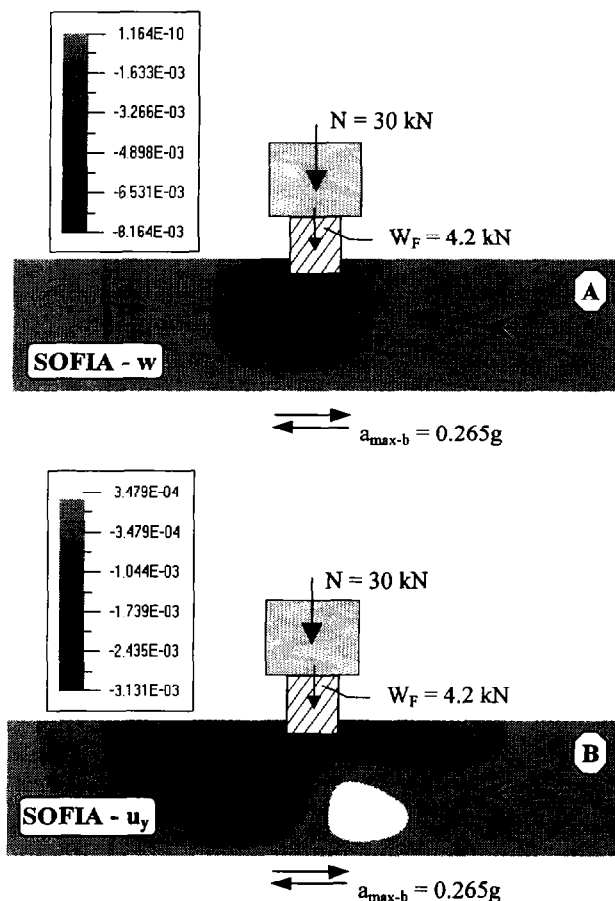 1.164E-10
-1.633E-03
-3.266E-03
-4.898E-03
-6.531E-03
-8.164E-03
N = 30 kN
W_F = 4.2 kN
A
SOFIA - w
a_max-b = 0.265g
3.479E-04
-3.479E-04
-1.044E-03
-1.739E-03
-2.435E-03
-3.131E-03
N = 30 kN
W_F = 4.2 kN
B
SOFIA - u_y
a_max-b = 0.265g